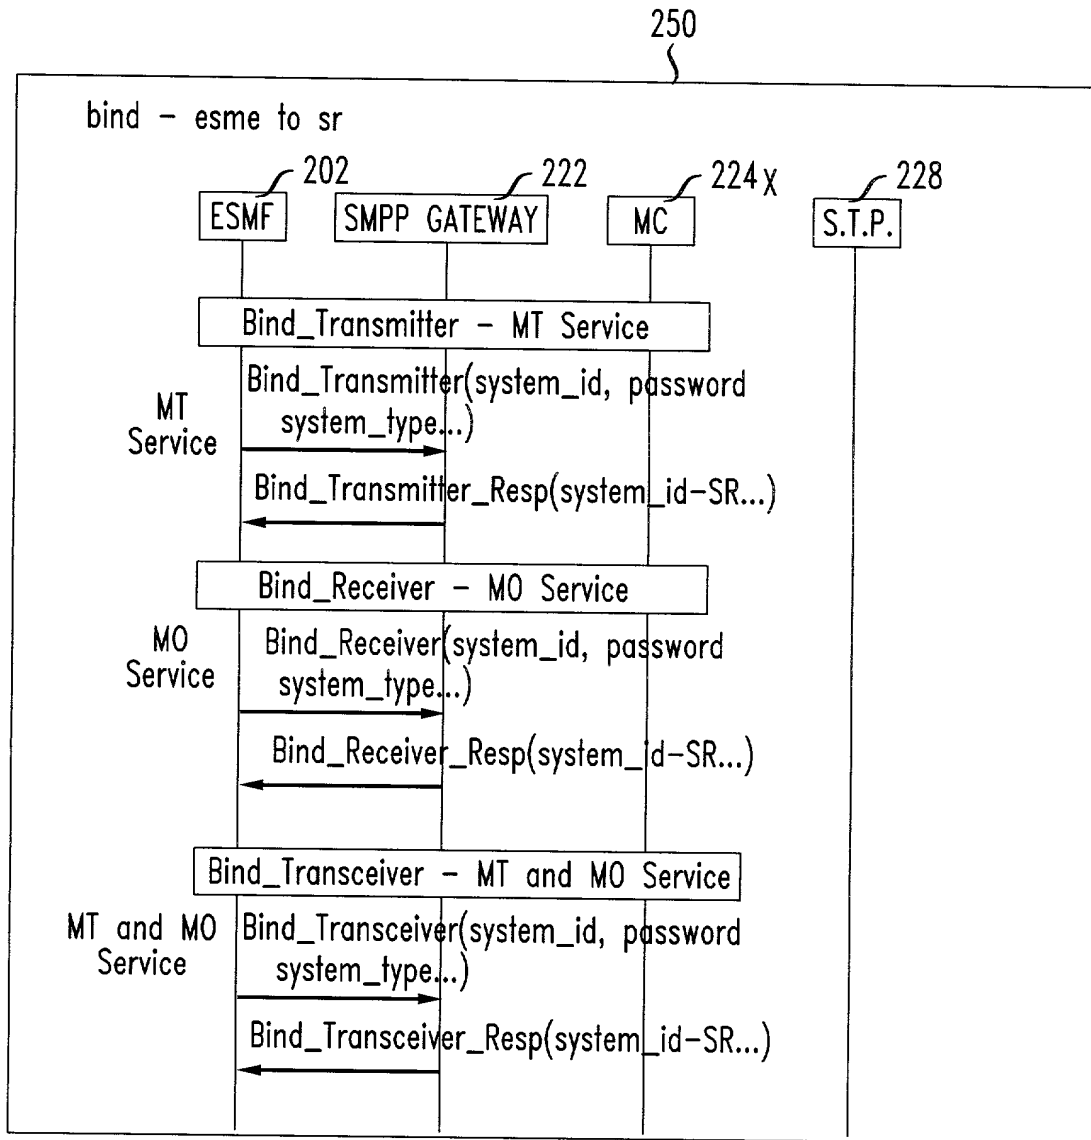 250
bind – esme to sr
202
222
224x
228
ESMF
SMPP GATEWAY
MC
S.T.P.
Bind_Transmitter – MT Service
MT
Service
Bind_Transmitter(system_id, password
system_type...)
Bind_Transmitter_Resp(system_id-SR...)
Bind_Receiver – MO Service
MO
Service
Bind_Receiver(system_id, password
system_type...)
Bind_Receiver_Resp(system_id-SR...)
Bind_Transceiver – MT and MO Service
MT and MO
Service
Bind_Transceiver(system_id, password
system_type...)
Bind_Transceiver_Resp(system_id-SR...)